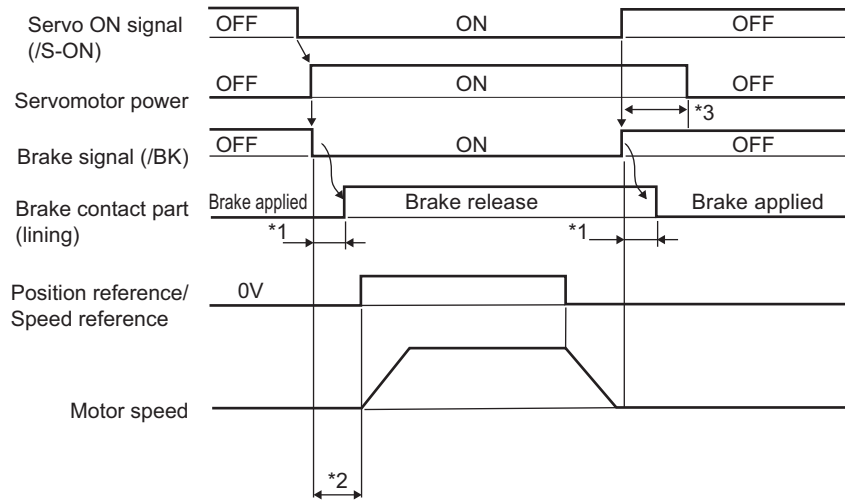 Servo ON signal
(/S-ON)
OFF ON OFF
Servomotor power
OFF ON OFF
*3
Brake signal (/BK)
OFF ON OFF
Brake contact part
(lining)
Brake applied Brake release Brake applied
*1 *1
Position reference/
Speed reference
0V
Motor speed
*2